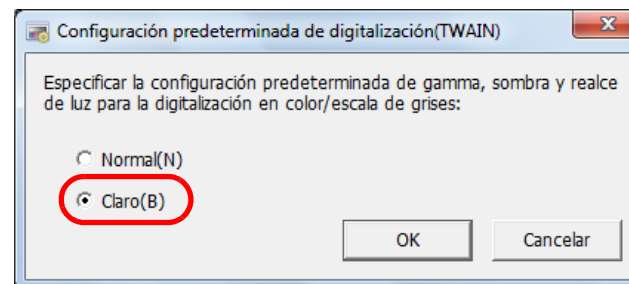 Configuración predeterminada de digitalización(TWAIN)
Especificar la configuración predeterminada de gamma, sombra y realce
de luz para la digitalización en color/escala de grises:
Normal(N)
Claro(B)
OK
Cancelar